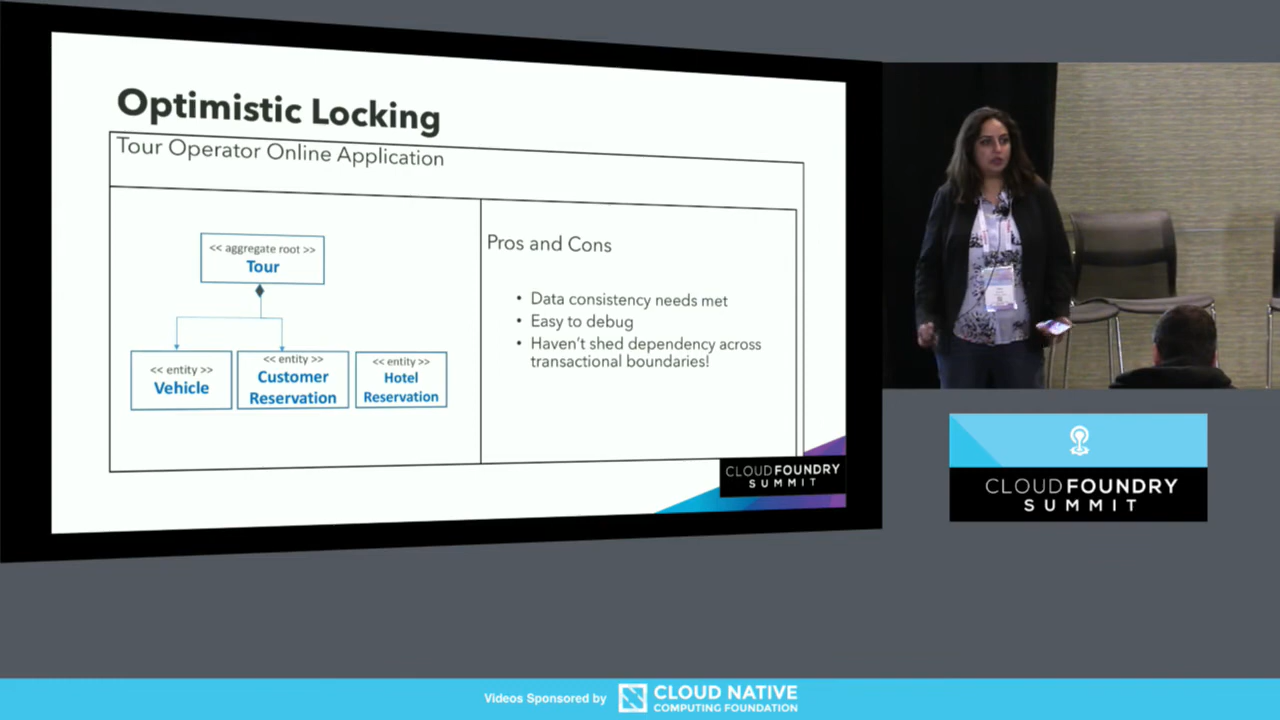 Optimistic Locking
Tour Operator Online Application
<< aggregate root >>
Tour
<< entity >>
Vehicle
<< entity >>
Customer
Reservation
<< entity >>
Hotel
Reservation
Pros and Cons
• Data consistency needs met
• Easy to debug
• Haven't shed dependency across
transactional boundaries!
CLOUDFOUNDRY
SUMMIT
CLOUDFOUNDRY
SUMMIT
Videos Sponsored by
CLOUD NATIVE
COMPUTING FOUNDATION